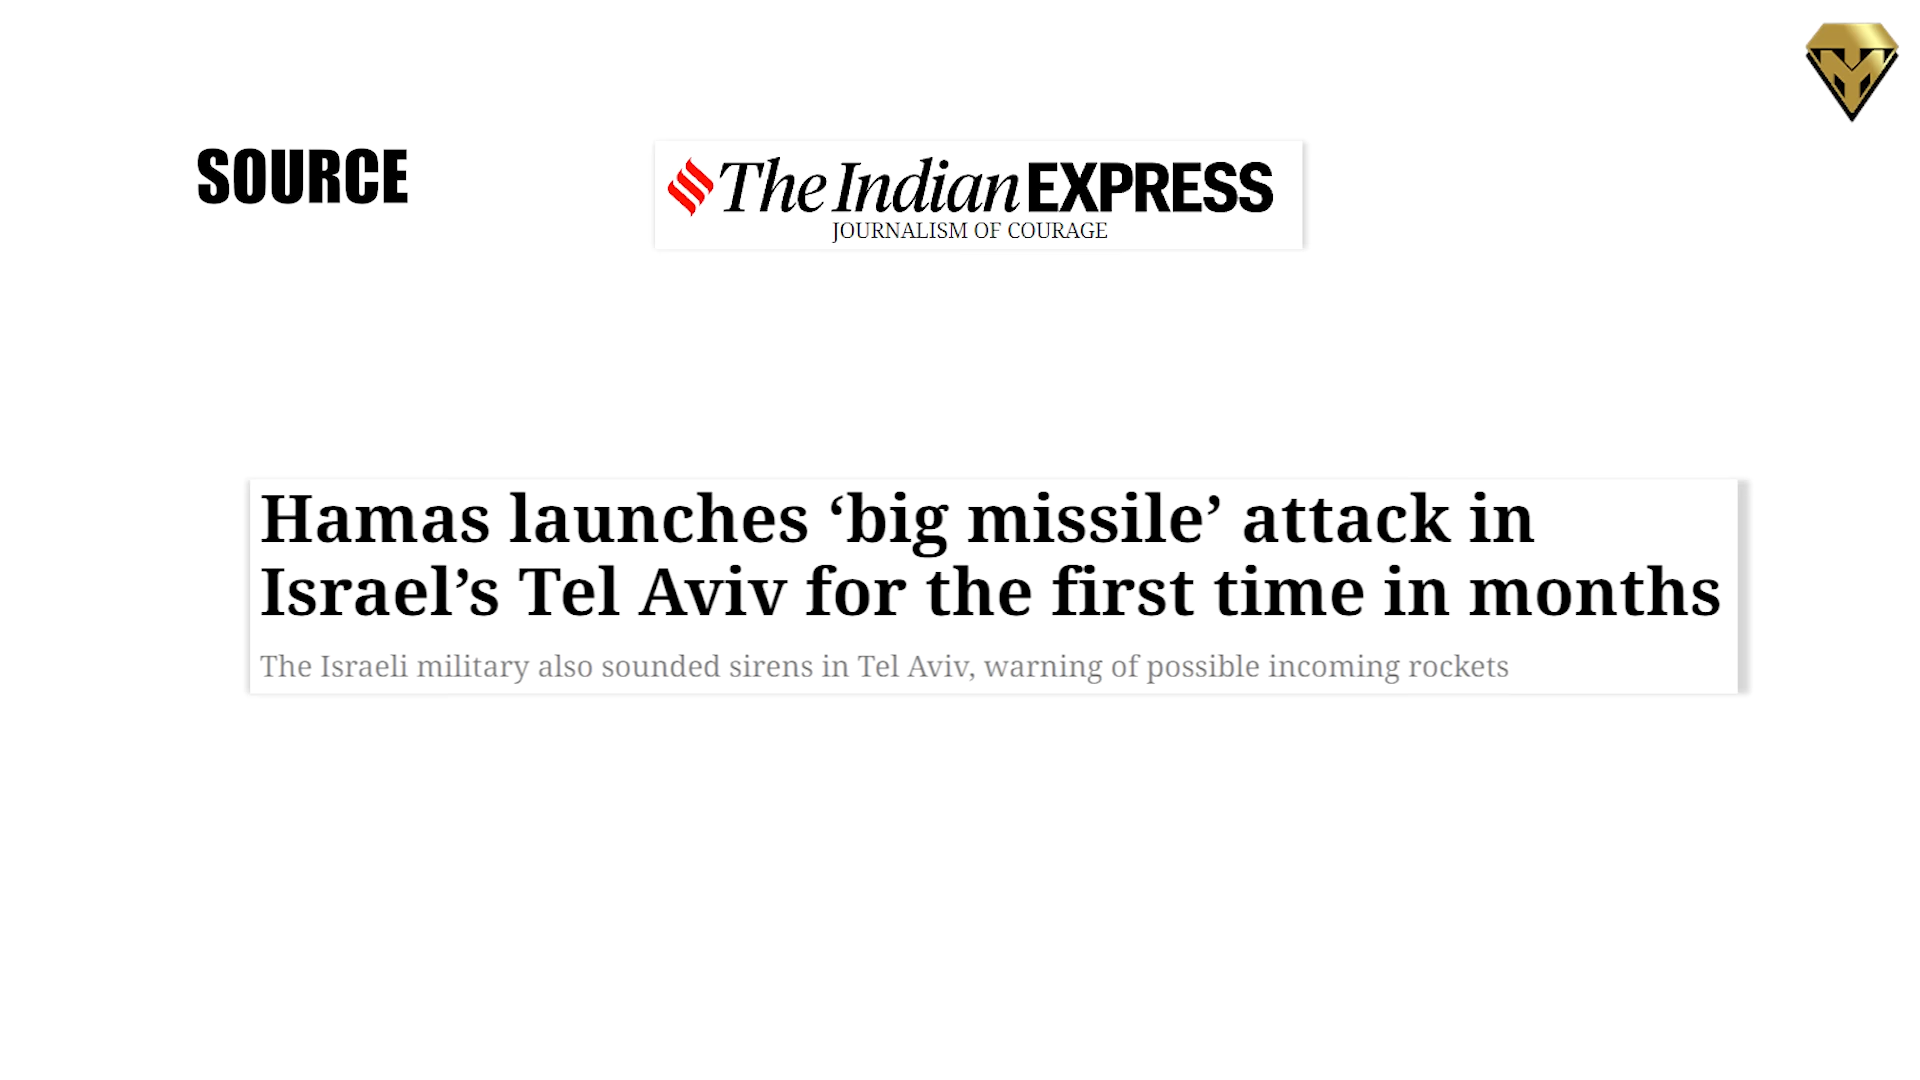 SOURCE
The Indian EXPRESS
JOURNALISM OF COURAGE
Hamas launches ‘big missile’ attack in
Israel’s Tel Aviv for the first time in months
The Israeli military also sounded sirens in Tel Aviv, warning of possible incoming rockets